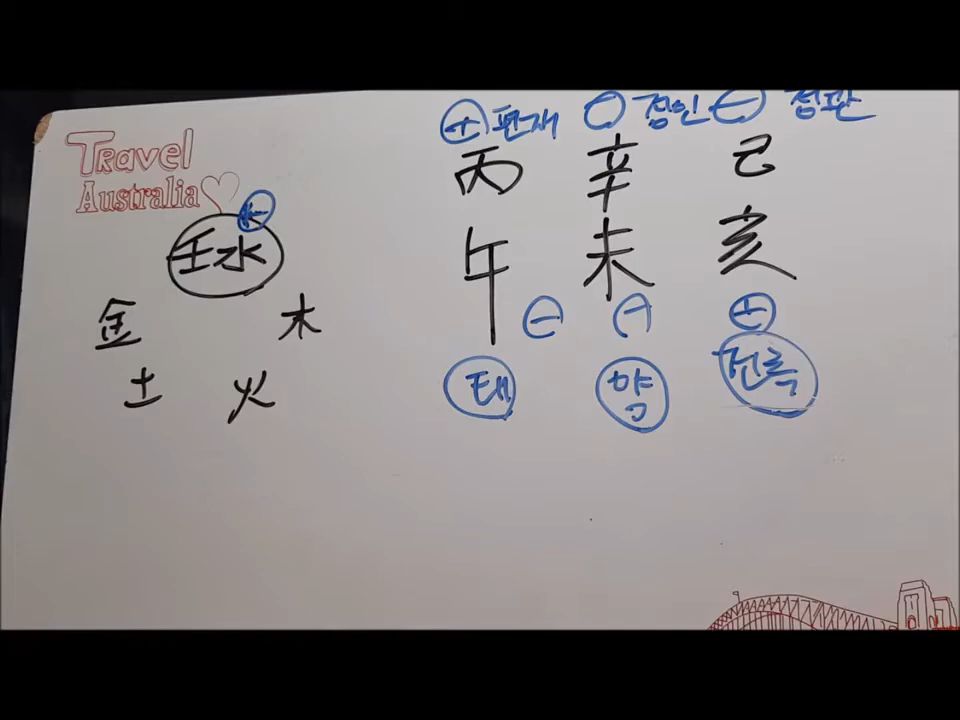 Travel
Australia
壬水
金 木
土 火
+ 편재 - 정인 - 정관
丙 辛 己
午 未 亥
- - +
태 양 건록